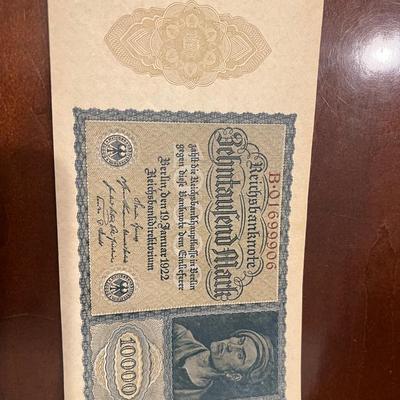 B·01699906
Reichsbanknote
Zehntausend Mark
zahlt die Reichsbankhauptkasse in Berlin
gegen diese Banknote dem Einlieferer
Berlin, den 19. Januar 1922
Reichsbankdirektorium
10000